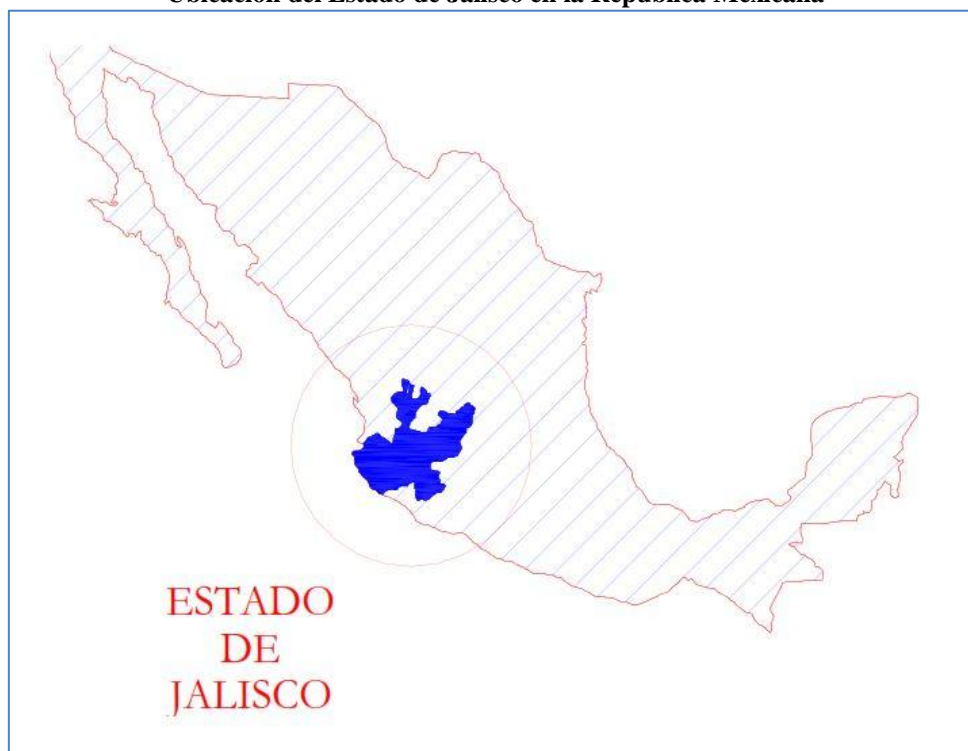 Ubicación del Estado de Jalisco en la República Mexicana
ESTADO
DE
JALISCO